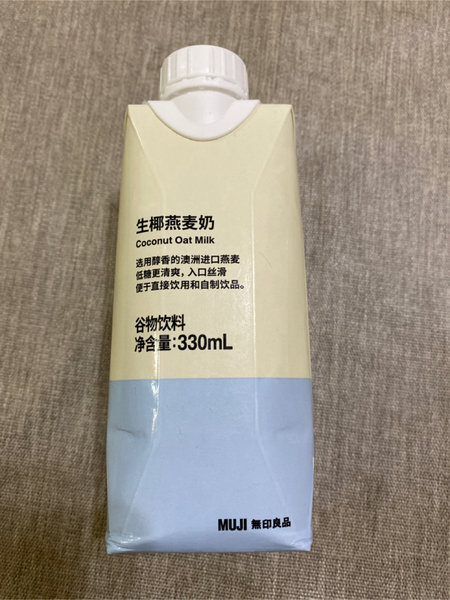 生椰燕麦奶
Coconut Oat Milk
选用醇香的澳洲进口燕麦
低糖更清爽，入口丝滑
便于直接饮用和自制饮品。
谷物饮料
净含量:330mL
MUJI 無印良品